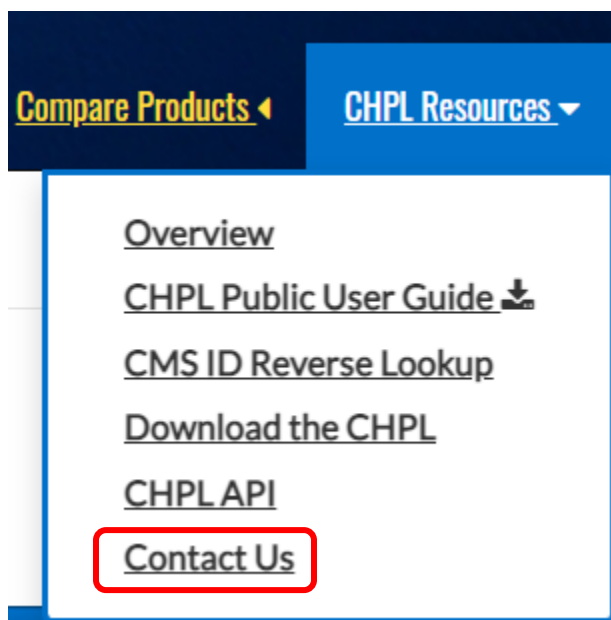 Compare Products CHPL Resources
Overview
CHPL Public User Guide
CMS ID Reverse Lookup
Download the CHPL
CHPL API
Contact Us